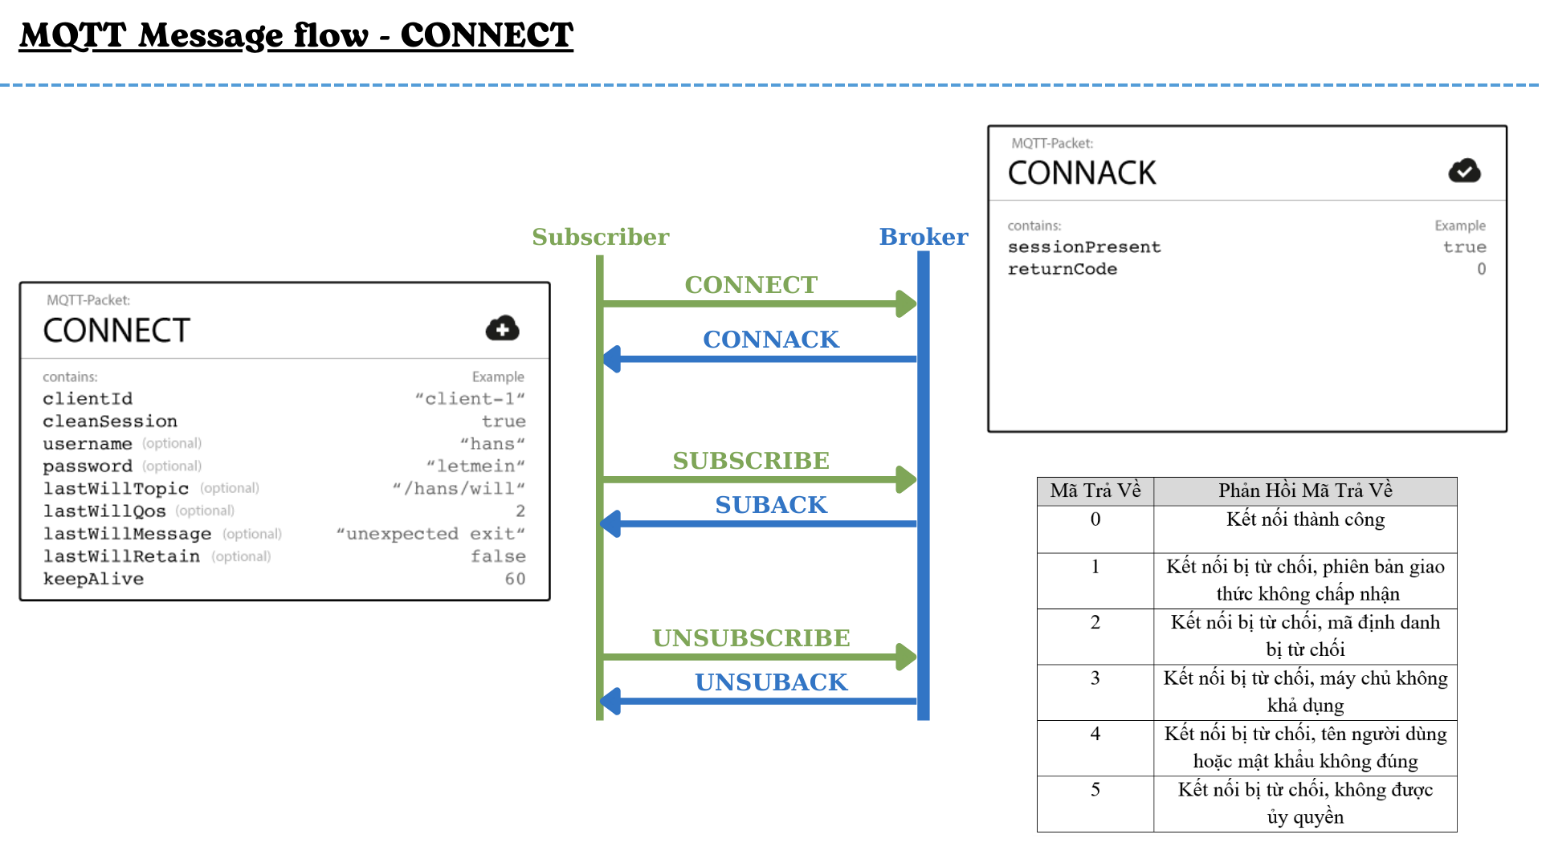 MQTT Message flow - CONNECT
MQTT-Packet:
CONNECT
contains: Example
clientId “client-1“
cleanSession true
username (optional) “hans“
password (optional) “letmein“
lastWillTopic (optional) “/hans/will“
lastWillQos (optional) 2
lastWillMessage (optional) “unexpected exit“
lastWillRetain (optional) false
keepAlive 60
Subscriber Broker
CONNECT
CONNACK
SUBSCRIBE
SUBACK
UNSUBSCRIBE
UNSUBACK
MQTT-Packet:
CONNACK
contains: Example
sessionPresent true
returnCode 0
Mã Trả Về Phản Hồi Mã Trả Về
0 Kết nối thành công
1 Kết nối bị từ chối, phiên bản giao
thức không chấp nhận
2 Kết nối bị từ chối, mã định danh
bị từ chối
3 Kết nối bị từ chối, máy chủ không
khả dụng
4 Kết nối bị từ chối, tên người dùng
hoặc mật khẩu không đúng
5 Kết nối bị từ chối, không được
ủy quyền